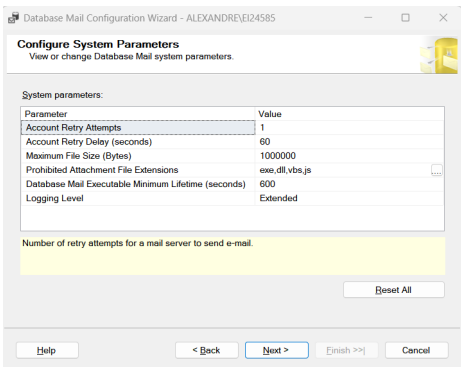 Database Mail Configuration Wizard - ALEXANDRE\EI24585
Configure System Parameters
View or change Database Mail system parameters.
System parameters:
Parameter Value
Account Retry Attempts 1
Account Retry Delay (seconds) 60
Maximum File Size (Bytes) 1000000
Prohibited Attachment File Extensions exe,dll,vbs,js ...
Database Mail Executable Minimum Lifetime (seconds) 600
Logging Level Extended
Number of retry attempts for a mail server to send e-mail.
Reset All
Help < Back Next > Finish >>| Cancel